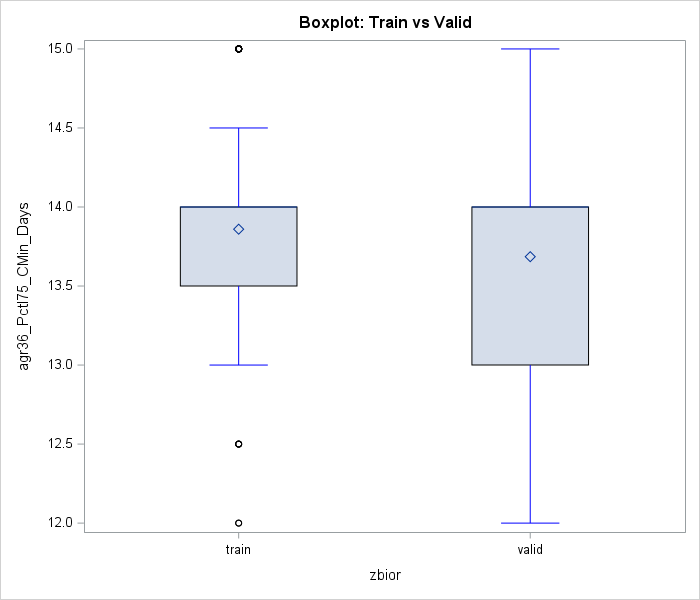 Boxplot: Train vs Valid
agr36_Pctl75_CMin_Days
15.0
14.5
14.0
13.5
13.0
12.5
12.0
train
valid
zbior